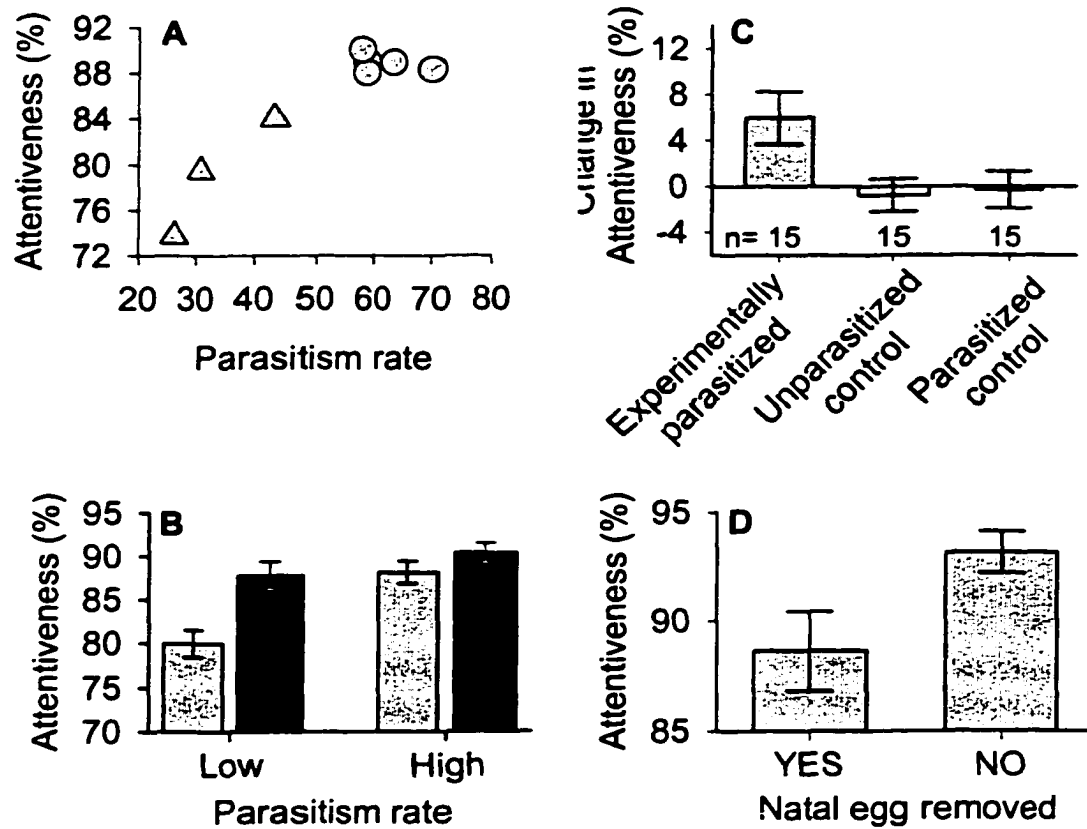 A
Attentiveness (%)
92
88
84
80
76
72
20 30 40 50 60 70 80
Parasitism rate
C
Change in
Attentiveness (%)
12
8
4
0
-4
n= 15 15 15
Experimentally
parasitized
Unparasitized
control
Parasitized
control
B
Attentiveness (%)
95
90
85
80
75
70
Low High
Parasitism rate
D
Attentiveness (%)
95
90
85
YES NO
Natal egg removed